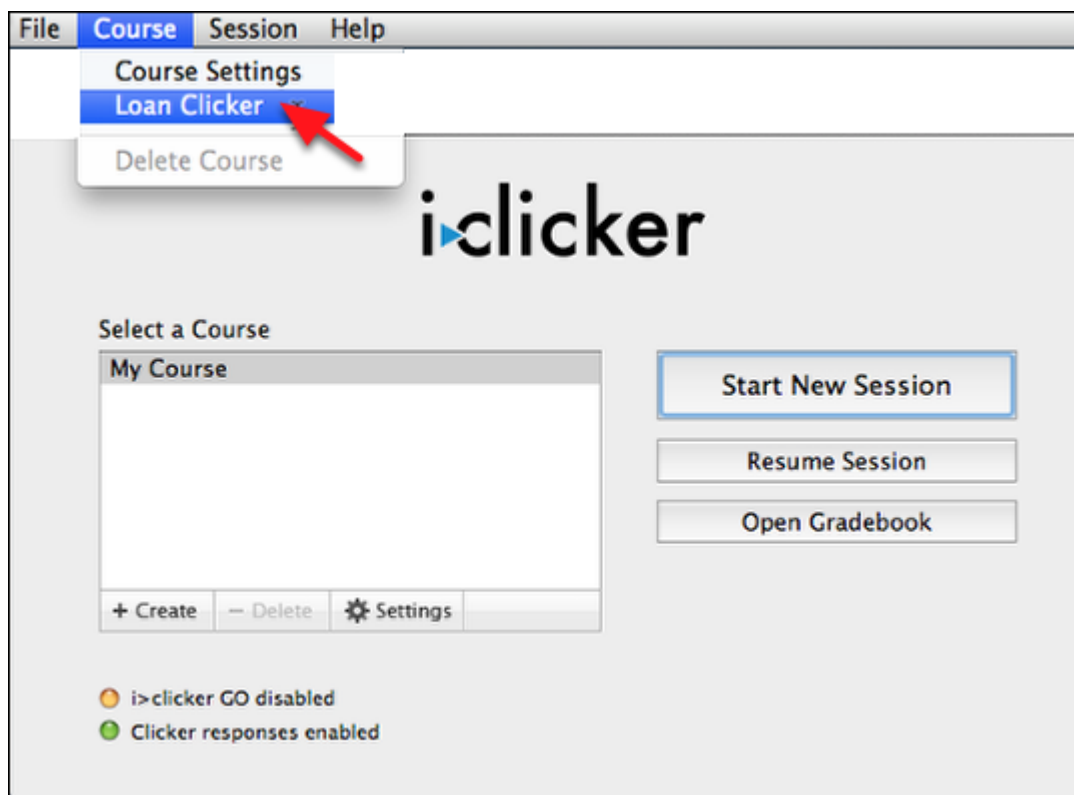 File Course Session Help
Course Settings
Loan Clicker
Delete Course
i>clicker
Select a Course
My Course
Start New Session
Resume Session
Open Gradebook
+ Create − Delete Settings
i>clicker GO disabled
Clicker responses enabled